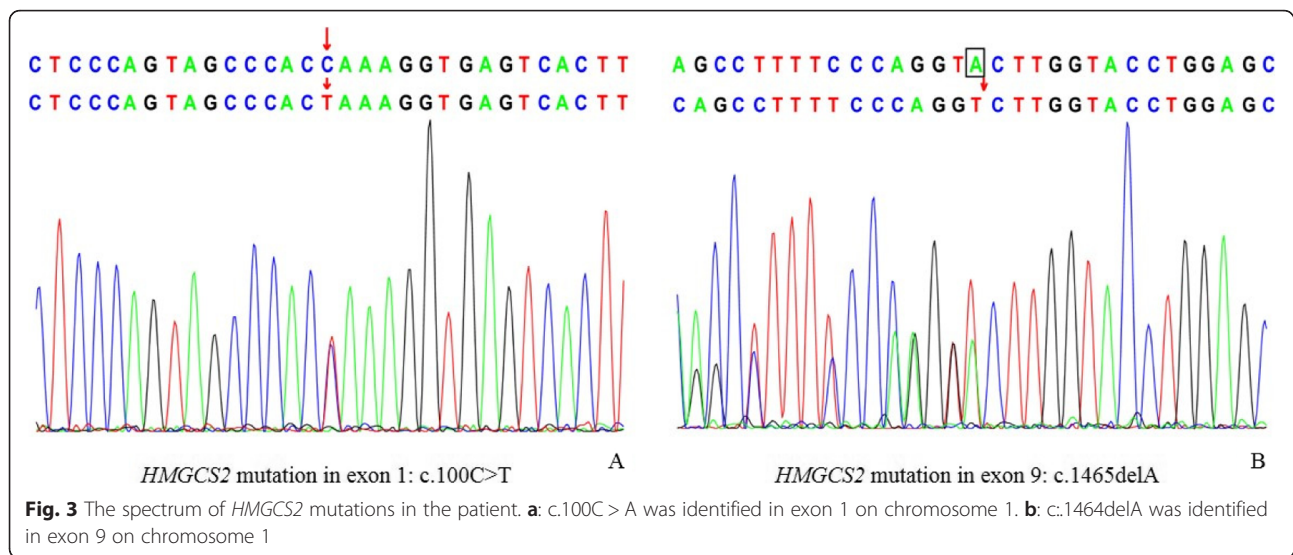 CTCCCAGTAGCCCACCAAAGGTGAGTCACTT
CTCCCAGTAGCCCACTAAAGGTGAGTCACTT
AGCCTTTTCCCAGGTACTTGGTACCTGGAGC
CAGCCTTTTCCCAGGTCTTGGTACCTGGAGC
HMGCS2 mutation in exon 1: c.100C>T
A
HMGCS2 mutation in exon 9: c.1465delA
B
Fig. 3 The spectrum of HMGCS2 mutations in the patient. a: c.100C > A was identified in exon 1 on chromosome 1. b: c:.1464delA was identified
in exon 9 on chromosome 1